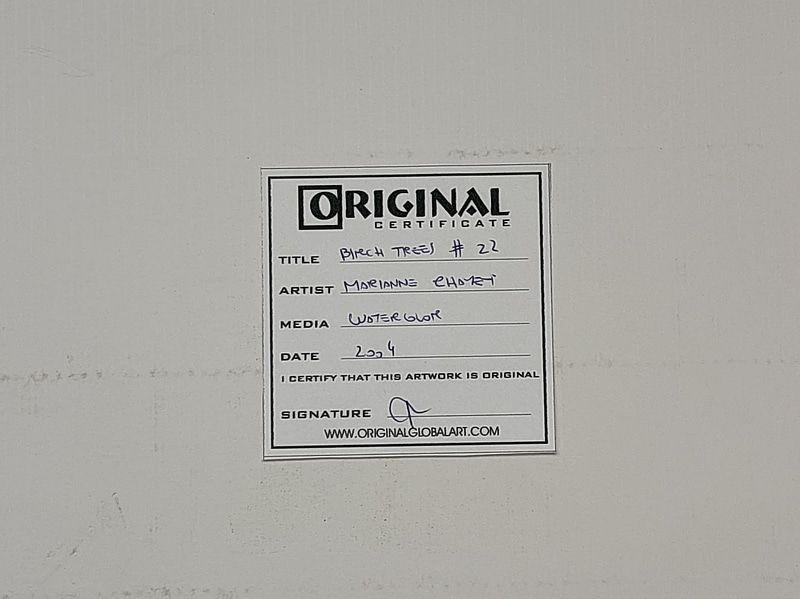 ORIGINAL
CERTIFICATE
TITLE BIRCH TREES # 22
ARTIST MARIANNE
MEDIA WATERCOLOR
DATE 2004
I CERTIFY THAT THIS ARTWORK IS ORIGINAL
SIGNATURE
WWW.ORIGINALGLOBALART.COM